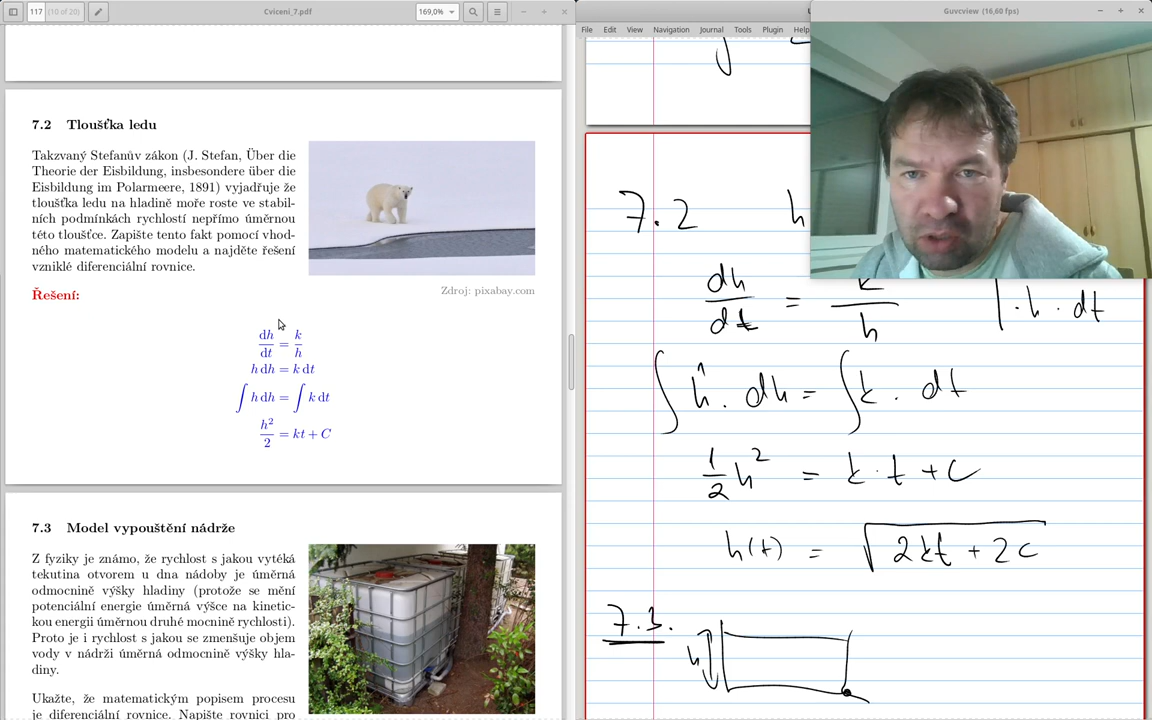 117
(10 of 20)
Cviceni_7.pdf
169,0%
7.2 Tloušťka ledu
Takzvaný Stefanův zákon (J. Stefan, Über die
Theorie der Eisbildung, insbesondere über die
Eisbildung im Polarmeere, 1891) vyjadřuje že
tloušťka ledu na hladině moře roste ve stabil-
ních podmínkách rychlostí nepřímo úměrnou
této tloušťce. Zapište tento fakt pomocí vhod-
ného matematického modelu a najděte řešení
vzniklé diferenciální rovnice.
Zdroj: pixabay.com
Řešení:
dh/dt = k/h
h dh = k dt
∫ h dh = ∫ k dt
h²/2 = kt + C
7.3 Model vypouštění nádrže
Z fyziky je známo, že rychlost s jakou vytéká
tekutina otvorem u dna nádoby je úměrná
odmocnině výšky hladiny (protože se mění
potenciální energie úměrná výšce na kinetic-
kou energii úměrnou druhé mocnině rychlosti).
Proto je i rychlost s jakou se zmenšuje objem
vody v nádrži úměrná odmocnině výšky hla-
diny.
Ukažte, že matematickým popisem procesu
je diferenciální rovnice. Napište rovnici pro
File Edit View Navigation Journal Tools Plugin Help
Guvcview (16,60 fps)
7.2 h
dh/dt = k/h | · h · dt
∫ h · dh = ∫ k · dt
1/2 h² = k · t + C
h(t) = √(2kt + 2C)
7.3.
h